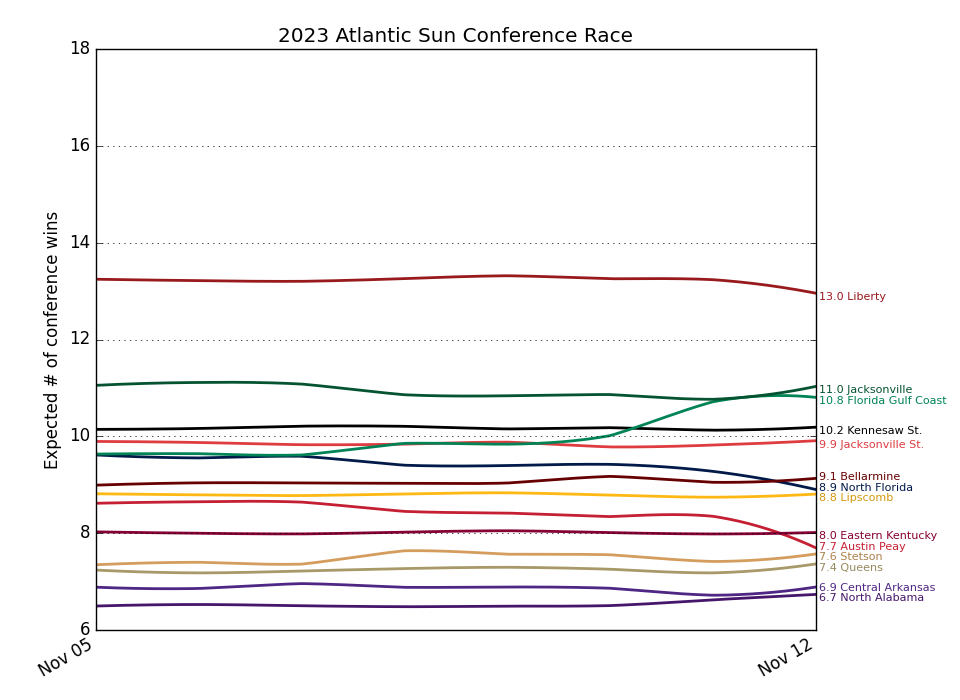 2023 Atlantic Sun Conference Race
Expected # of conference wins
18
16
14
12
10
8
6
Nov 05
Nov 12
13.0 Liberty
11.0 Jacksonville
10.8 Florida Gulf Coast
10.2 Kennesaw St.
9.9 Jacksonville St.
9.1 Bellarmine
8.9 North Florida
8.8 Lipscomb
8.0 Eastern Kentucky
7.7 Austin Peay
7.6 Stetson
7.4 Queens
6.9 Central Arkansas
6.7 North Alabama